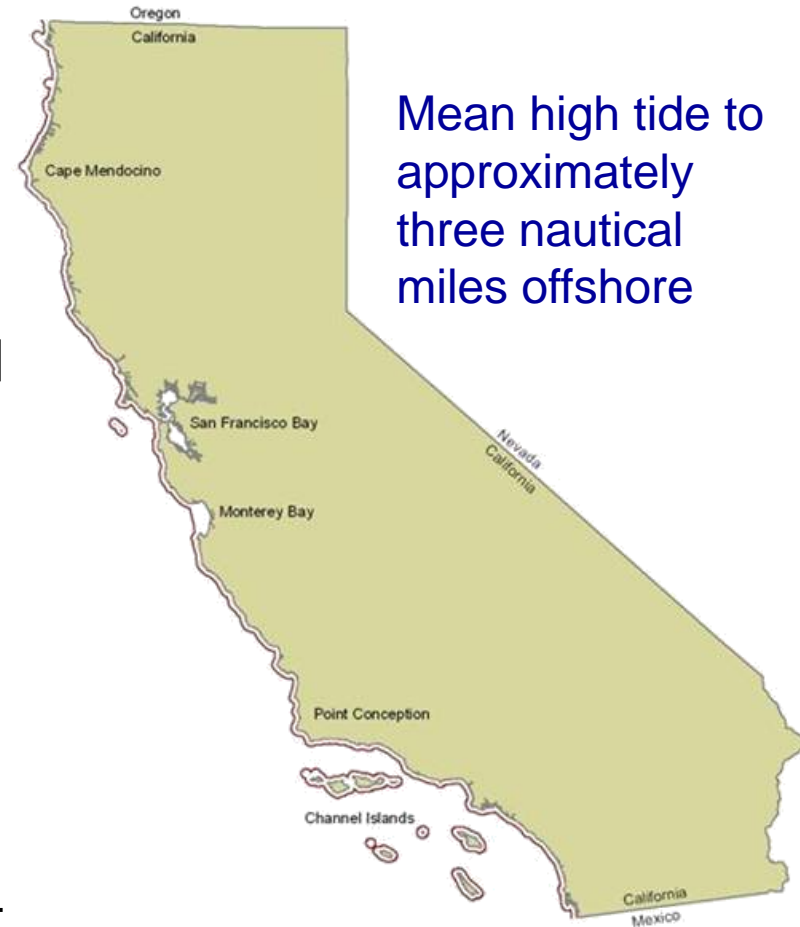 Oregon
California
Mean high tide to
approximately
three nautical
miles offshore
Cape Mendocino
San Francisco Bay
Nevada
California
Monterey Bay
Point Conception
Channel Islands
California
Mexico